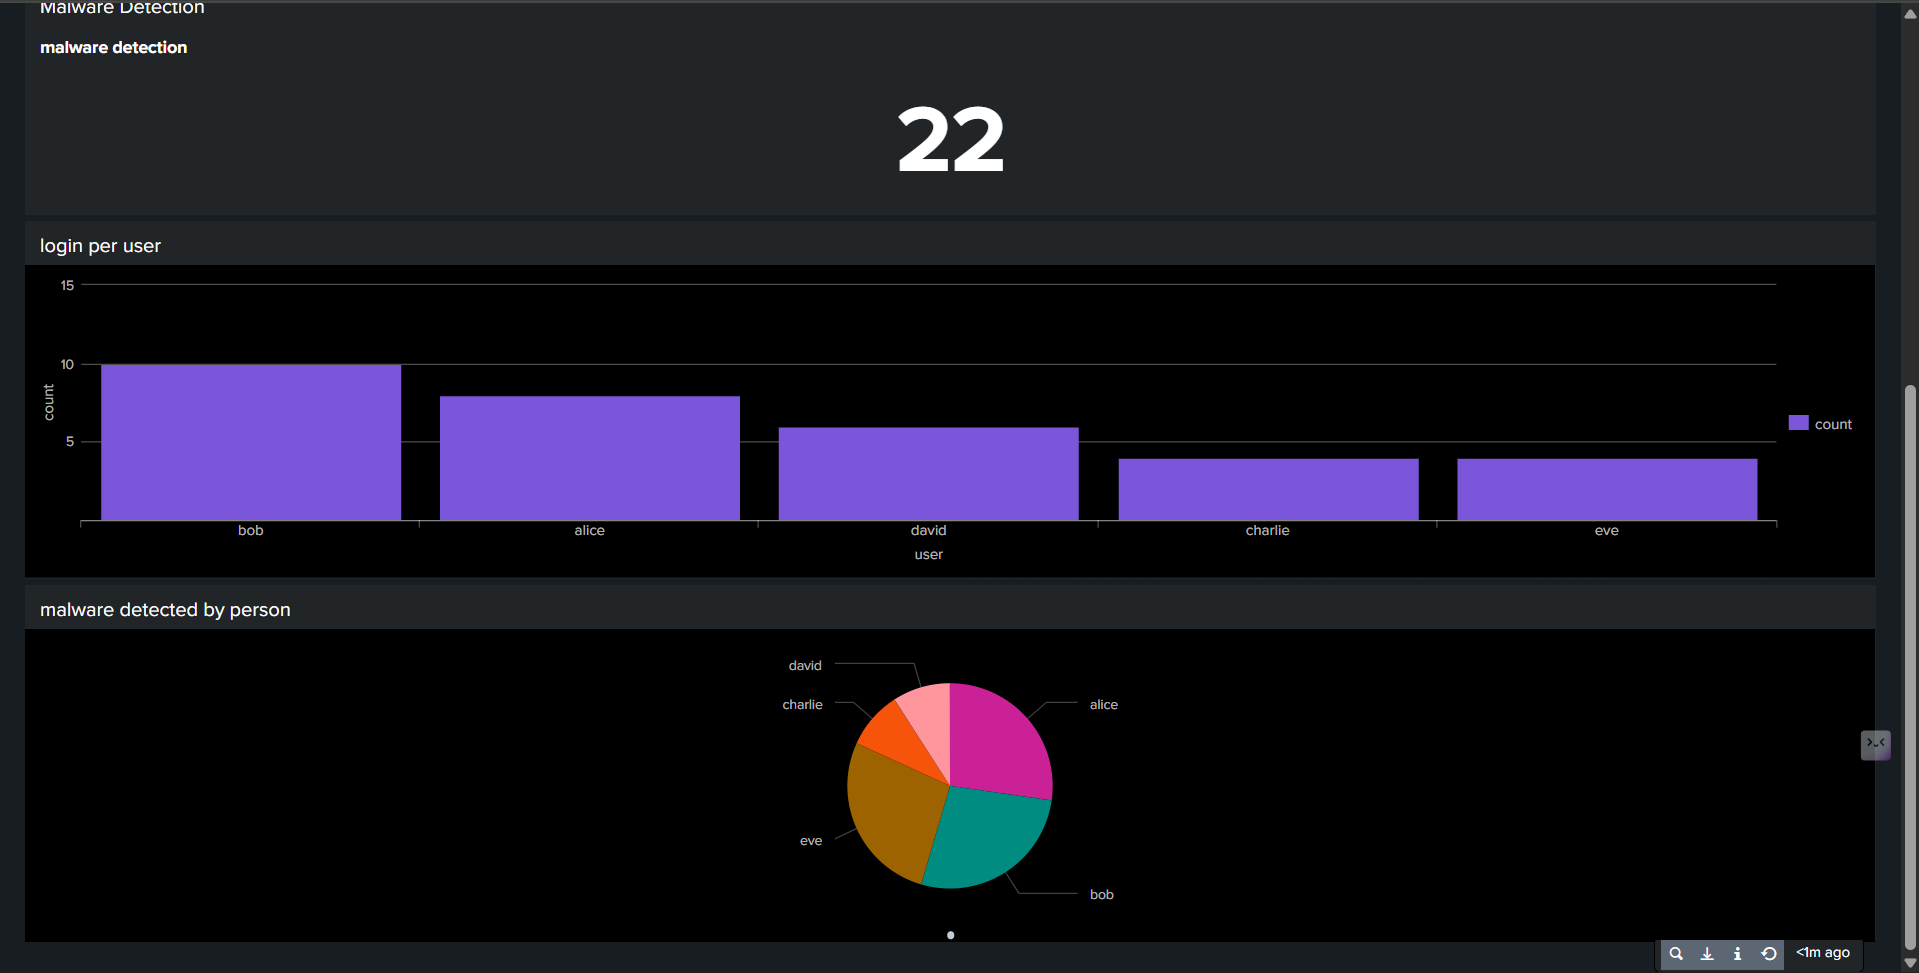 Malware Detection
malware detection
22
login per user
15
10
5
count
bob
alice
david
charlie
eve
user
count
malware detected by person
david
charlie
alice
eve
bob
<1m ago